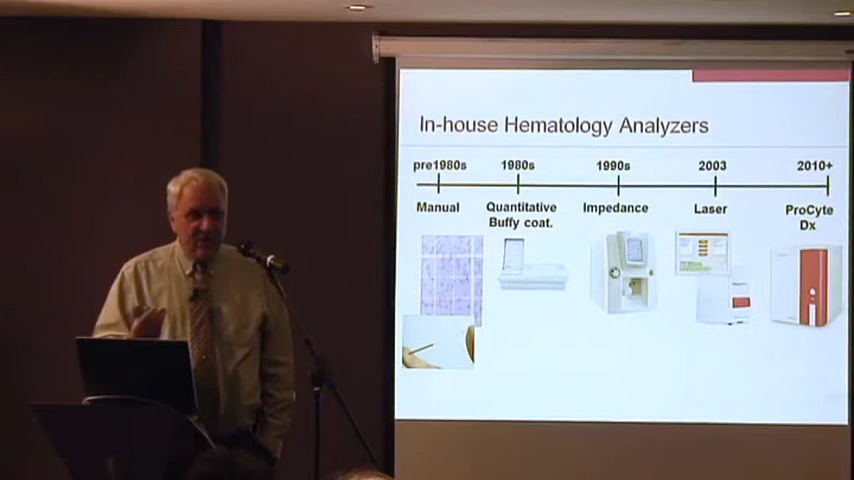 In-house Hematology Analyzers
pre1980s 1980s 1990s 2003 2010+
Manual Quantitative Impedance Laser ProCyte
Buffy coat. Dx